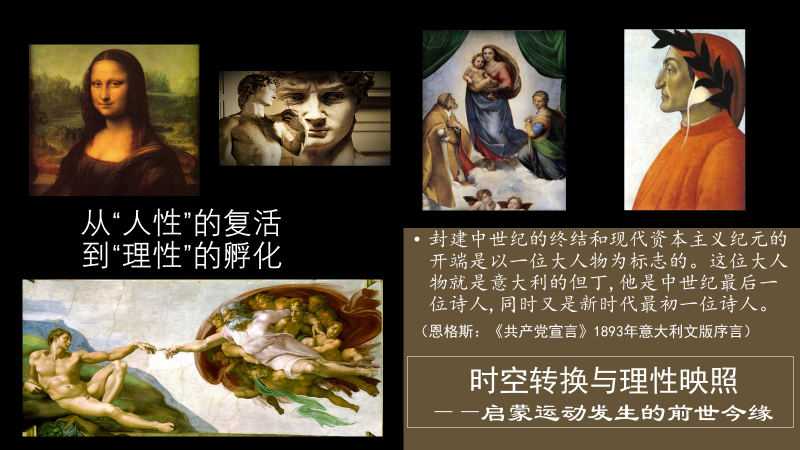 从“人性”的复活
到“理性”的孵化
• 封建中世纪的终结和现代资本主义纪元的
开端是以一位大人物为标志的。这位大人
物就是意大利的但丁,他是中世纪最后一
位诗人,同时又是新时代最初一位诗人。
（恩格斯：《共产党宣言》1893年意大利文版序言）
时空转换与理性映照
——启蒙运动发生的前世今缘